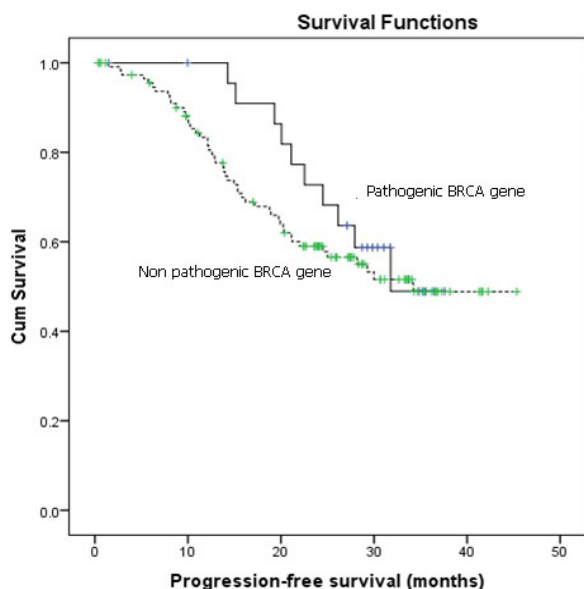 Survival Functions
1.0
0.8
0.6
0.4
0.2
0.0
Cum Survival
Pathogenic BRCA gene
Non pathogenic BRCA gene
0 10 20 30 40 50
Progression-free survival (months)